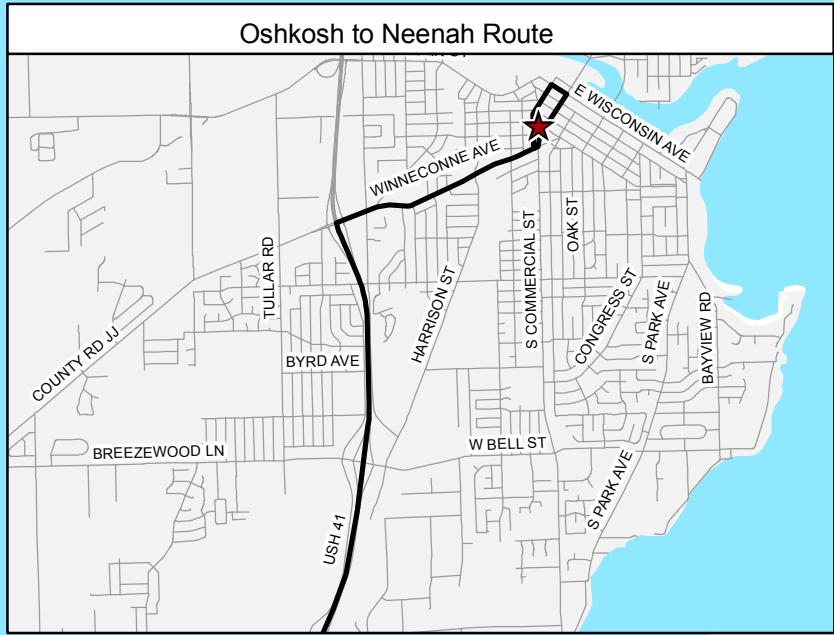 Oshkosh to Neenah Route
E WISCONSIN AVE
WINNECONNE AVE
OAK ST
TULLAR RD
S COMMERCIAL ST
HARRISON ST
CONGRESS ST
S PARK AVE
BAYVIEW RD
COUNTY RD JJ
BYRD AVE
W BELL ST
BREEZEWOOD LN
S PARK AVE
USH 41